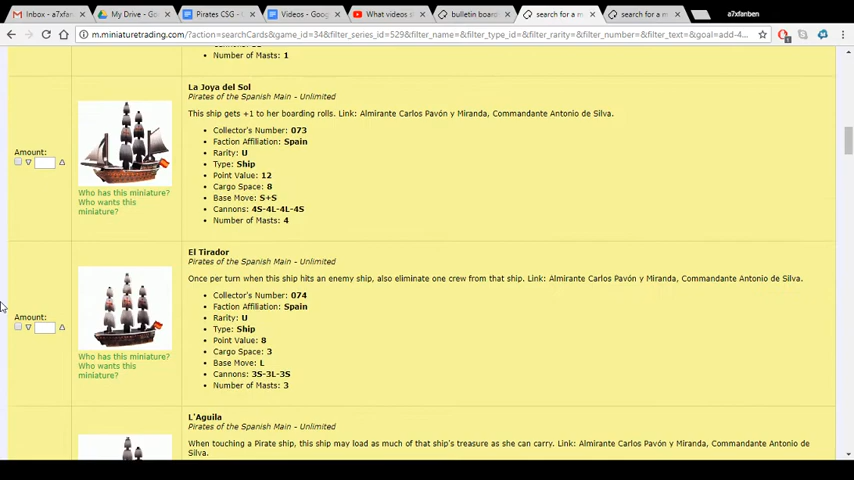 Inbox - a7xfanben
My Drive - Goo
Pirates CSG -
Videos - Goog
What videos s
bulletin board
search for a m
search for a m
a7xfanben
m.miniaturetrading.com/?action=searchCards&game_id=34&filter_series_id=529&filter_name=&filter_type_id=&filter_rarity=&filter_number=&filter_text=&goal=add-4...
Number of Masts: 1
La Joya del Sol
Pirates of the Spanish Main - Unlimited
This ship gets +1 to her boarding rolls. Link: Almirante Carlos Pavón y Miranda, Commandante Antonio de Silva.
Collector's Number: 073
Faction Affiliation: Spain
Rarity: U
Type: Ship
Point Value: 12
Cargo Space: 8
Base Move: S+S
Cannons: 4S-4L-4L-4S
Number of Masts: 4
Amount:
Who has this miniature?
Who wants this
miniature?
El Tirador
Pirates of the Spanish Main - Unlimited
Once per turn when this ship hits an enemy ship, also eliminate one crew from that ship. Link: Almirante Carlos Pavón y Miranda, Commandante Antonio de Silva.
Collector's Number: 074
Faction Affiliation: Spain
Rarity: U
Type: Ship
Point Value: 8
Cargo Space: 3
Base Move: L
Cannons: 3S-3L-3S
Number of Masts: 3
Amount:
Who has this miniature?
Who wants this
miniature?
L'Aguila
Pirates of the Spanish Main - Unlimited
When touching a Pirate ship, this ship may load as much of that ship's treasure as she can carry. Link: Almirante Carlos Pavón y Miranda, Commandante Antonio de
Silva.